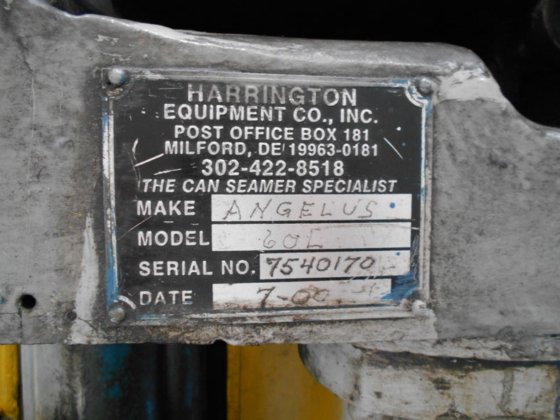 HARRINGTON
EQUIPMENT CO., INC.
POST OFFICE BOX 181
MILFORD, DE 19963-0181
302-422-8518
THE CAN SEAMER SPECIALIST
MAKE ANGELUS
MODEL 60L
SERIAL NO. 7540170
DATE 7-00